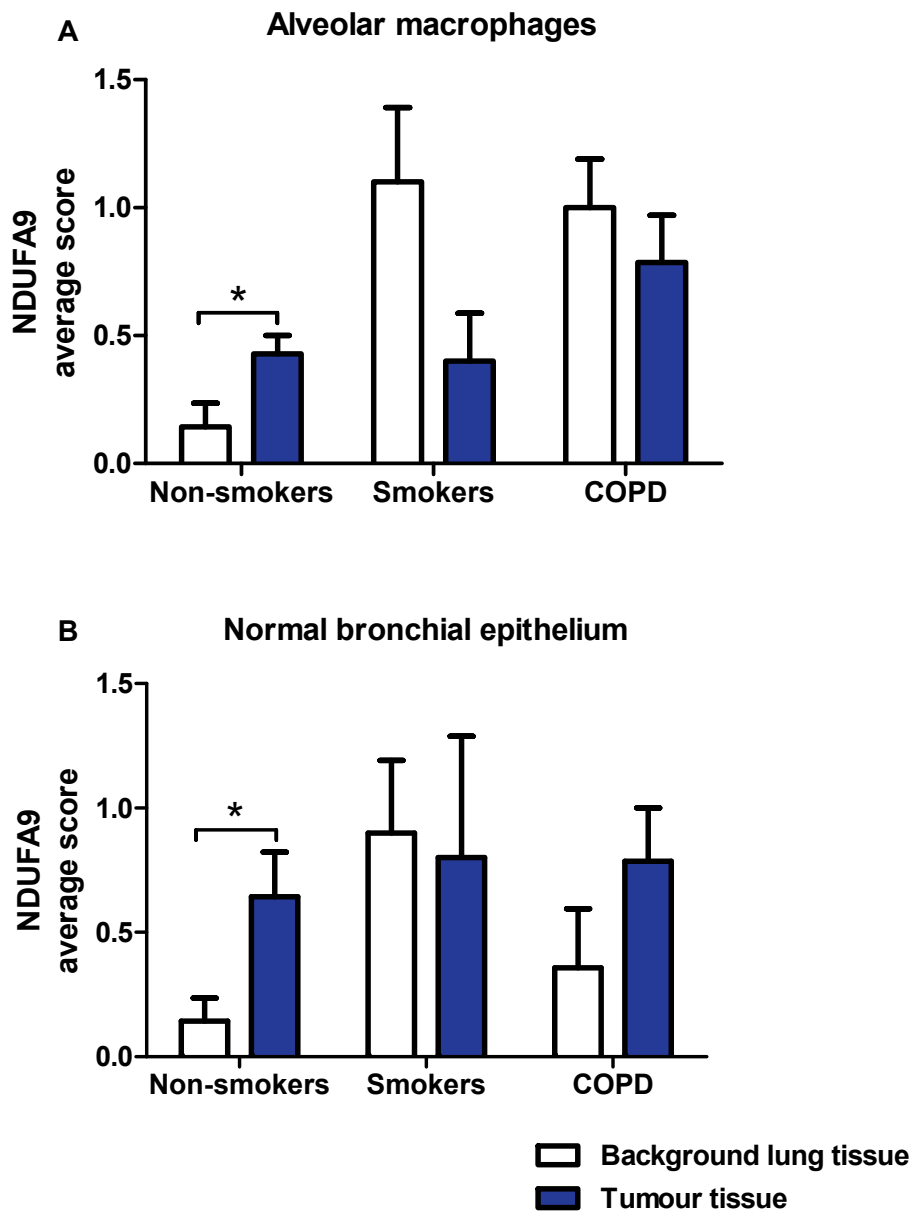 A
Alveolar macrophages
NDUFA9
average score
1.5
1.0
0.5
0.0
*
Non-smokers
Smokers
COPD
B
Normal bronchial epithelium
NDUFA9
average score
1.5
1.0
0.5
0.0
*
Non-smokers
Smokers
COPD
Background lung tissue
Tumour tissue